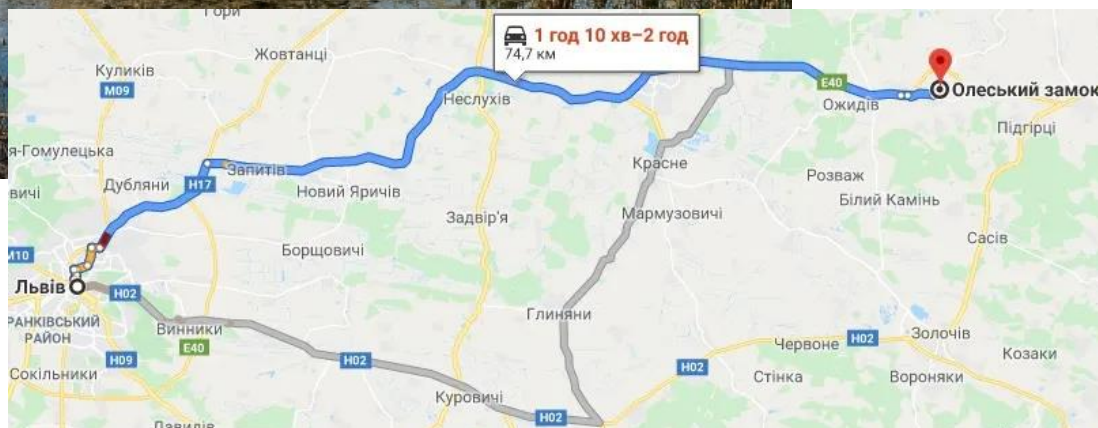 Гори
Жовтанці
1 год 10 хв–2 год
74,7 км
Куликів
M09
Неслухів
E40
Олеський замок
Ожидів
Підгірці
я-Гомулецька
Запитів
Красне
Дубляни
H17
Новий Яричів
Розваж
Білий Камінь
вичі
Задвір'я
Мармузовичі
Сасів
M10
Борщовичі
Львів
H02
Глиняни
РАНКІВСЬКИЙ
РАЙОН
Винники
E40
H02
Золочів
Червоне
Козаки
H09
H02
H02
Сокільники
Стінка
Вороняки
Куровичі
H02
Давидів